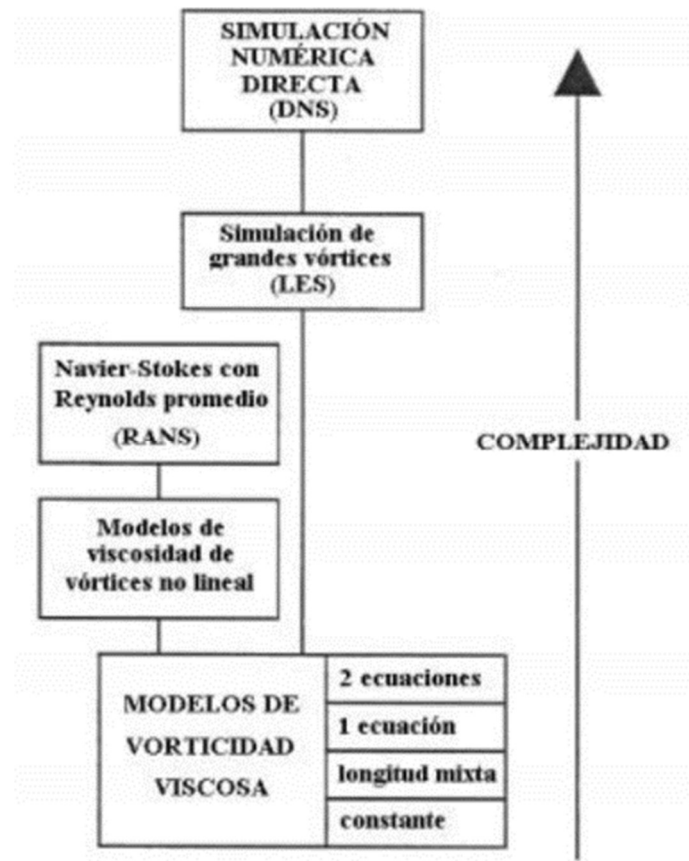 SIMULACIÓN
NUMÉRICA
DIRECTA
(DNS)
Simulación de
grandes vórtices
(LES)
Navier-Stokes con
Reynolds promedio
(RANS)
COMPLEJIDAD
Modelos de
viscosidad de
vórtices no lineal
MODELOS DE
VORTICIDAD
VISCOSA
2 ecuaciones
1 ecuación
longitud mixta
constante